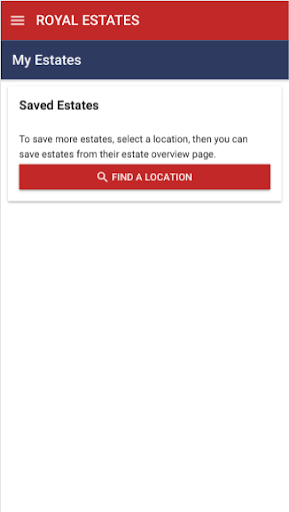 ROYAL ESTATES
My Estates
Saved Estates
To save more estates, select a location, then you can
save estates from their estate overview page.
FIND A LOCATION